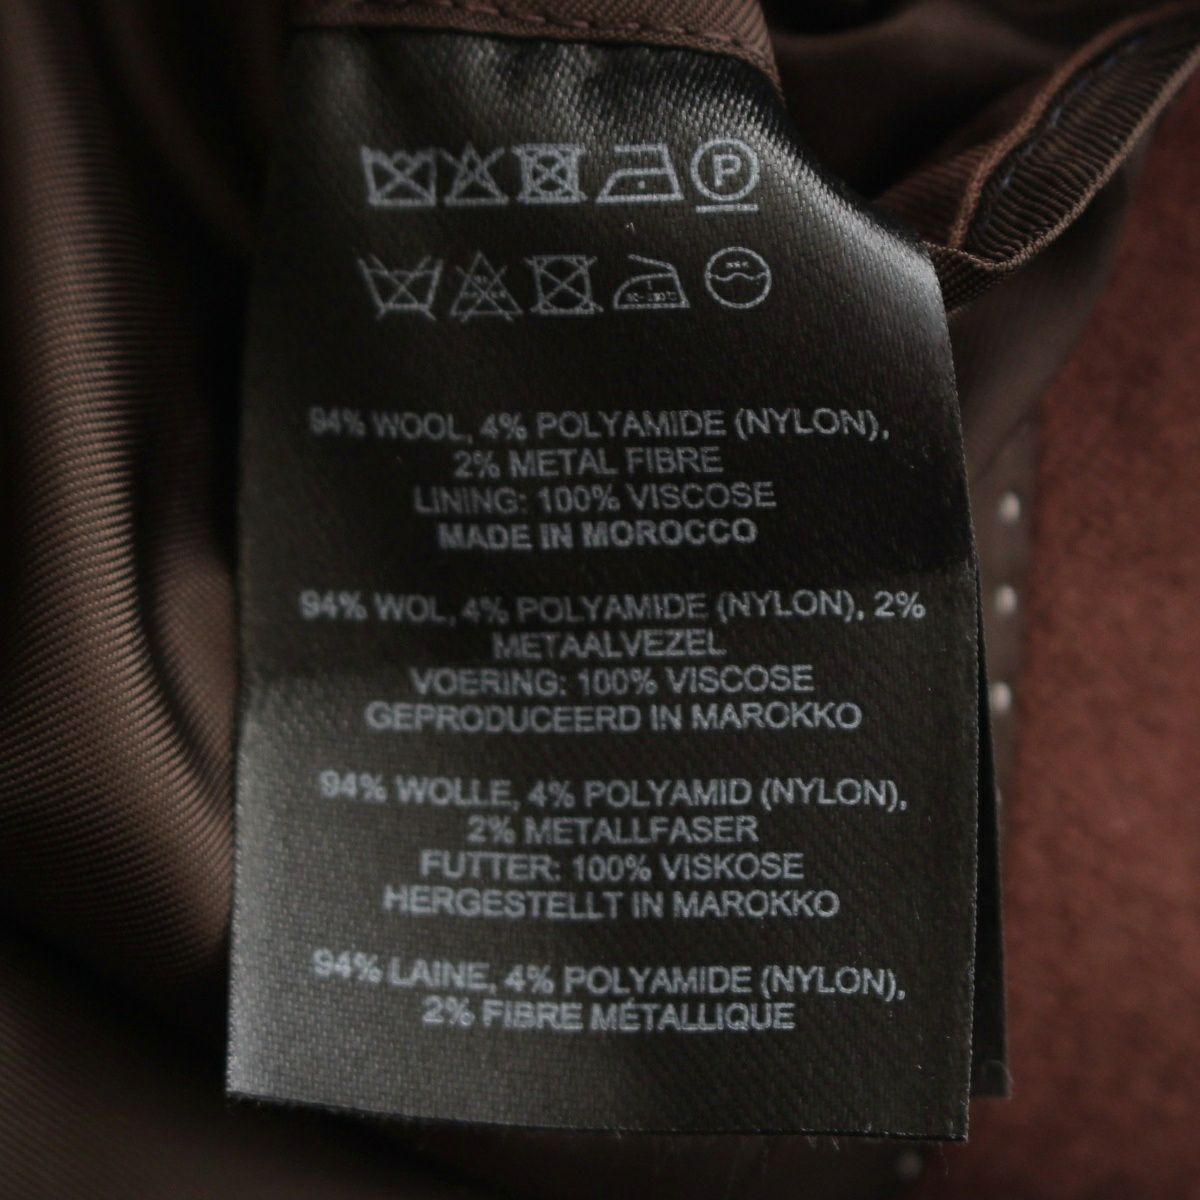 P
94% WOOL, 4% POLYAMIDE (NYLON),
2% METAL FIBRE
LINING: 100% VISCOSE
MADE IN MOROCCO
94% WOL, 4% POLYAMIDE (NYLON), 2%
METAALVEZEL
VOERING: 100% VISCOSE
GEPRODUCEERD IN MAROKKO
94% WOLLE, 4% POLYAMID (NYLON),
2% METALLFASER
FUTTER: 100% VISKOSE
HERGESTELLT IN MAROKKO
94% LAINE, 4% POLYAMIDE (NYLON),
2% FIBRE MÉTALLIQUE